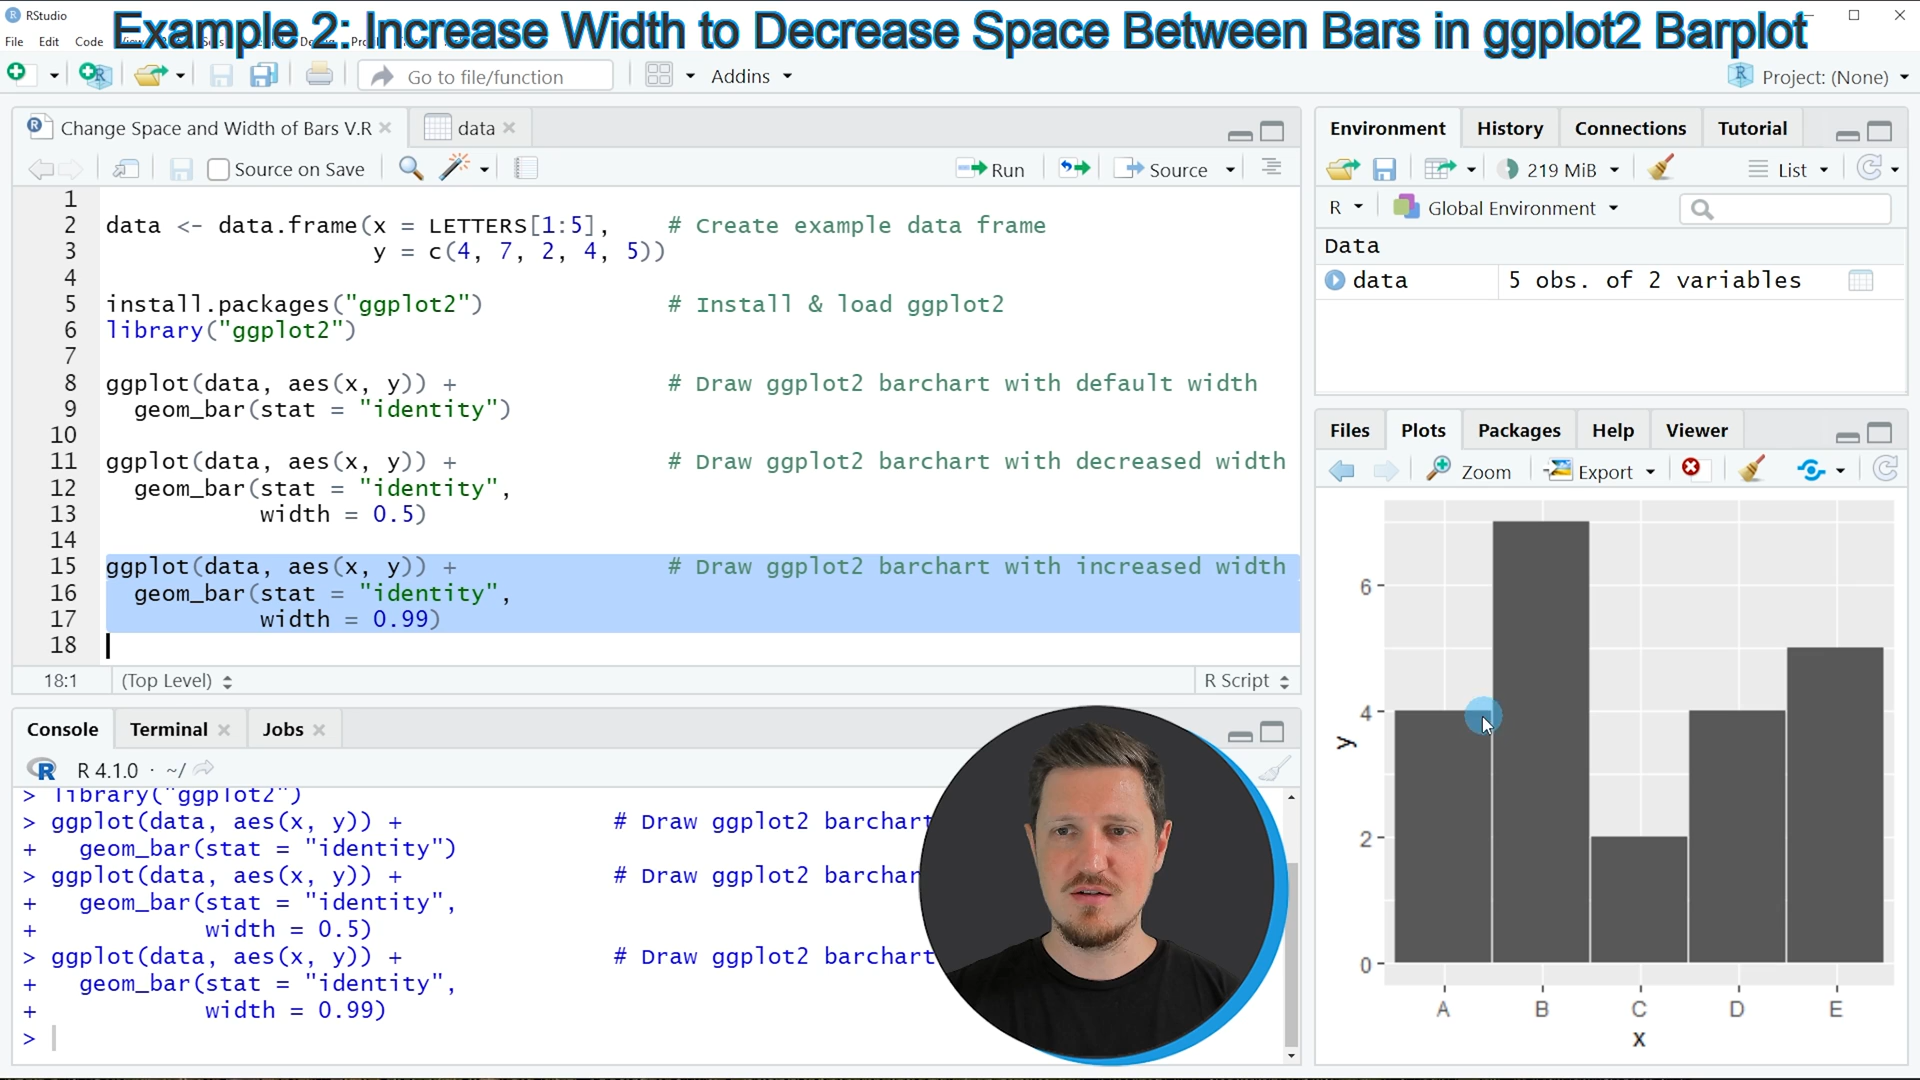 RStudio
Example 2: Increase Width to Decrease Space Between Bars in ggplot2 Barplot
File Edit Code
Go to file/function
Addins
Project: (None)
Change Space and Width of Bars V.R
data
Source on Save
Run
Source
1
2 data <- data.frame(x = LETTERS[1:5], # Create example data frame
3 y = c(4, 7, 2, 4, 5))
4
5 install.packages("ggplot2") # Install & load ggplot2
6 library("ggplot2")
7
8 ggplot(data, aes(x, y)) + # Draw ggplot2 barchart with default width
9 geom_bar(stat = "identity")
10
11 ggplot(data, aes(x, y)) + # Draw ggplot2 barchart with decreased width
12 geom_bar(stat = "identity",
13 width = 0.5)
14
15 ggplot(data, aes(x, y)) + # Draw ggplot2 barchart with increased width
16 geom_bar(stat = "identity",
17 width = 0.99)
18
18:1 (Top Level) R Script
Console Terminal Jobs
R 4.1.0 · ~/
> library("ggplot2")
> ggplot(data, aes(x, y)) + # Draw ggplot2 barchart
+ geom_bar(stat = "identity")
> ggplot(data, aes(x, y)) + # Draw ggplot2 barchar
+ geom_bar(stat = "identity",
+ width = 0.5)
> ggplot(data, aes(x, y)) + # Draw ggplot2 barchart
+ geom_bar(stat = "identity",
+ width = 0.99)
>
Environment History Connections Tutorial
219 MiB List
R Global Environment
Data
data 5 obs. of 2 variables
Files Plots Packages Help Viewer
Zoom Export
6
4
2
0
y
A B C D E
x